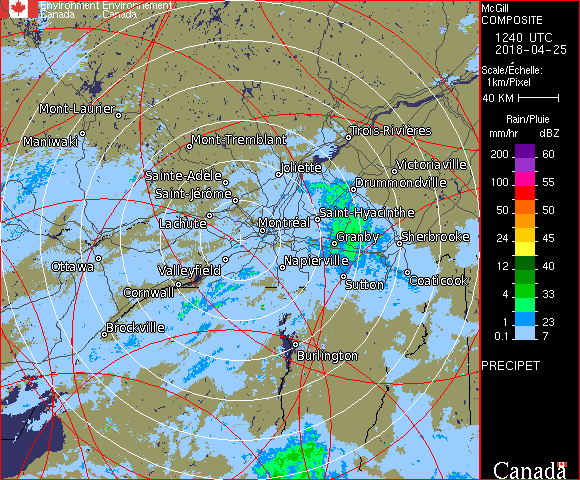 Environment Environnement
Canada Canada
McGill
COMPOSITE
1240 UTC
2018-04-25
Scale/Échelle:
1km/Pixel
40 KM
Rain/Pluie
mm/hr dBZ
200 60
100 55
50 50
24 45
12 40
4 33
1 23
0.1 7
PRECIPET
Canada
Mont-Laurier
Maniwaki
Trois-Rivières
Mont-Tremblant
Victoriaville
Joliette
Sainte-Adèle
Drummondville
Saint-Jérôme
Saint-Hyacinthe
Lachute
Montréal
Granby
Sherbrooke
Ottawa
Valleyfield
Napierville
Coaticook
Cornwall
Sutton
Brockville
Burlington